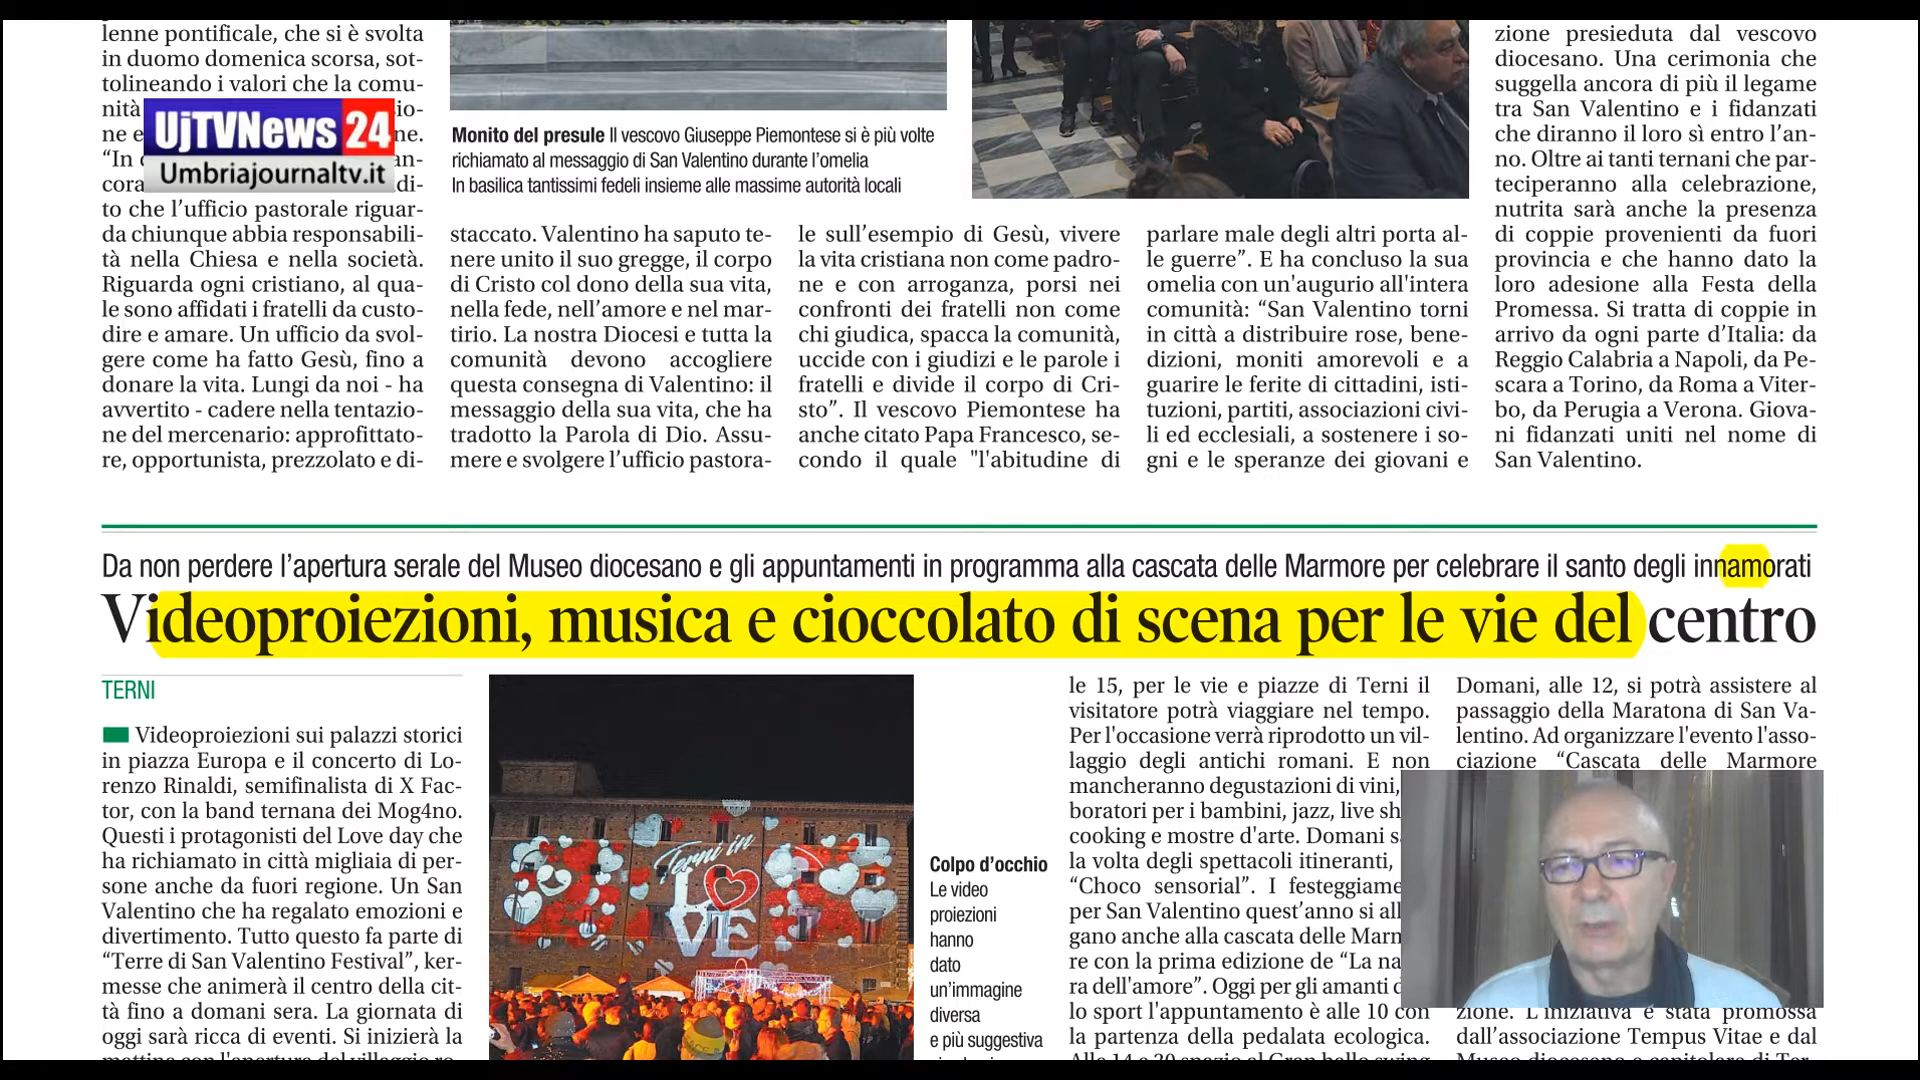 lenne pontificale, che si è svolta
in duomo domenica scorsa, sot-
tolineando i valori che la comu-
nità
ne e
“In
cora
to che l’ufficio pastorale riguar-
da chiunque abbia responsabili-
tà nella Chiesa e nella società.
Riguarda ogni cristiano, al qua-
le sono affidati i fratelli da custo-
dire e amare. Un ufficio da svol-
gere come ha fatto Gesù, fino a
donare la vita. Lungi da noi - ha
avvertito - cadere nella tentazio-
ne del mercenario: approfittato-
re, opportunista, prezzolato e di-
UjTVNews 24
Umbriajournaltv.it
Monito del presule Il vescovo Giuseppe Piemontese si è più volte
richiamato al messaggio di San Valentino durante l’omelia
In basilica tantissimi fedeli insieme alle massime autorità locali
staccato. Valentino ha saputo te-
nere unito il suo gregge, il corpo
di Cristo col dono della sua vita,
nella fede, nell’amore e nel mar-
tirio. La nostra Diocesi e tutta la
comunità devono accogliere
questa consegna di Valentino: il
messaggio della sua vita, che ha
tradotto la Parola di Dio. Assu-
mere e svolgere l’ufficio pastora-
le sull’esempio di Gesù, vivere
la vita cristiana non come padro-
ne e con arroganza, porsi nei
confronti dei fratelli non come
chi giudica, spacca la comunità,
uccide con i giudizi e le parole i
fratelli e divide il corpo di Cri-
sto”. Il vescovo Piemontese ha
anche citato Papa Francesco, se-
condo il quale "l'abitudine di
parlare male degli altri porta al-
le guerre”. E ha concluso la sua
omelia con un'augurio all'intera
comunità: “San Valentino torni
in città a distribuire rose, bene-
dizioni, moniti amorevoli e a
guarire le ferite di cittadini, isti-
tuzioni, partiti, associazioni civi-
li ed ecclesiali, a sostenere i so-
gni e le speranze dei giovani e
zione presieduta dal vescovo
diocesano. Una cerimonia che
suggella ancora di più il legame
tra San Valentino e i fidanzati
che diranno il loro sì entro l’an-
no. Oltre ai tanti ternani che par-
teciperanno alla celebrazione,
nutrita sarà anche la presenza
di coppie provenienti da fuori
provincia e che hanno dato la
loro adesione alla Festa della
Promessa. Si tratta di coppie in
arrivo da ogni parte d’Italia: da
Reggio Calabria a Napoli, da Pe-
scara a Torino, da Roma a Viter-
bo, da Perugia a Verona. Giova-
ni fidanzati uniti nel nome di
San Valentino.
Da non perdere l’apertura serale del Museo diocesano e gli appuntamenti in programma alla cascata delle Marmore per celebrare il santo degli innamorati
Videoproiezioni, musica e cioccolato di scena per le vie del centro
TERNI
Videoproiezioni sui palazzi storici
in piazza Europa e il concerto di Lo-
renzo Rinaldi, semifinalista di X Fac-
tor, con la band ternana dei Mog4no.
Questi i protagonisti del Love day che
ha richiamato in città migliaia di per-
sone anche da fuori regione. Un San
Valentino che ha regalato emozioni e
divertimento. Tutto questo fa parte di
“Terre di San Valentino Festival”, ker-
messe che animerà il centro della cit-
tà fino a domani sera. La giornata di
oggi sarà ricca di eventi. Si inizierà la
Terni in
LOVE
Colpo d’occhio
Le video
proiezioni
hanno
dato
un’immagine
diversa
e più suggestiva
le 15, per le vie e piazze di Terni il
visitatore potrà viaggiare nel tempo.
Per l'occasione verrà riprodotto un vil-
laggio degli antichi romani. E non
mancheranno degustazioni di vini,
boratori per i bambini, jazz, live
cooking e mostre d'arte. Domani
la volta degli spettacoli itineranti,
“Choco sensorial”. I
per San Valentino quest’anno si
gano anche alla cascata delle
re con la prima edizione de “La
ra dell'amore”. Oggi per gli amanti
lo sport l'appuntamento è alle 10 con
la partenza della pedalata ecologica.
Domani, alle 12, si potrà assistere al
passaggio della Maratona di San Va-
lentino. Ad organizzare l'evento l'asso-
ciazione “Cascata delle Marmore
zione. L'iniziativa è stata promossa
dall’associazione Tempus Vitae e dal